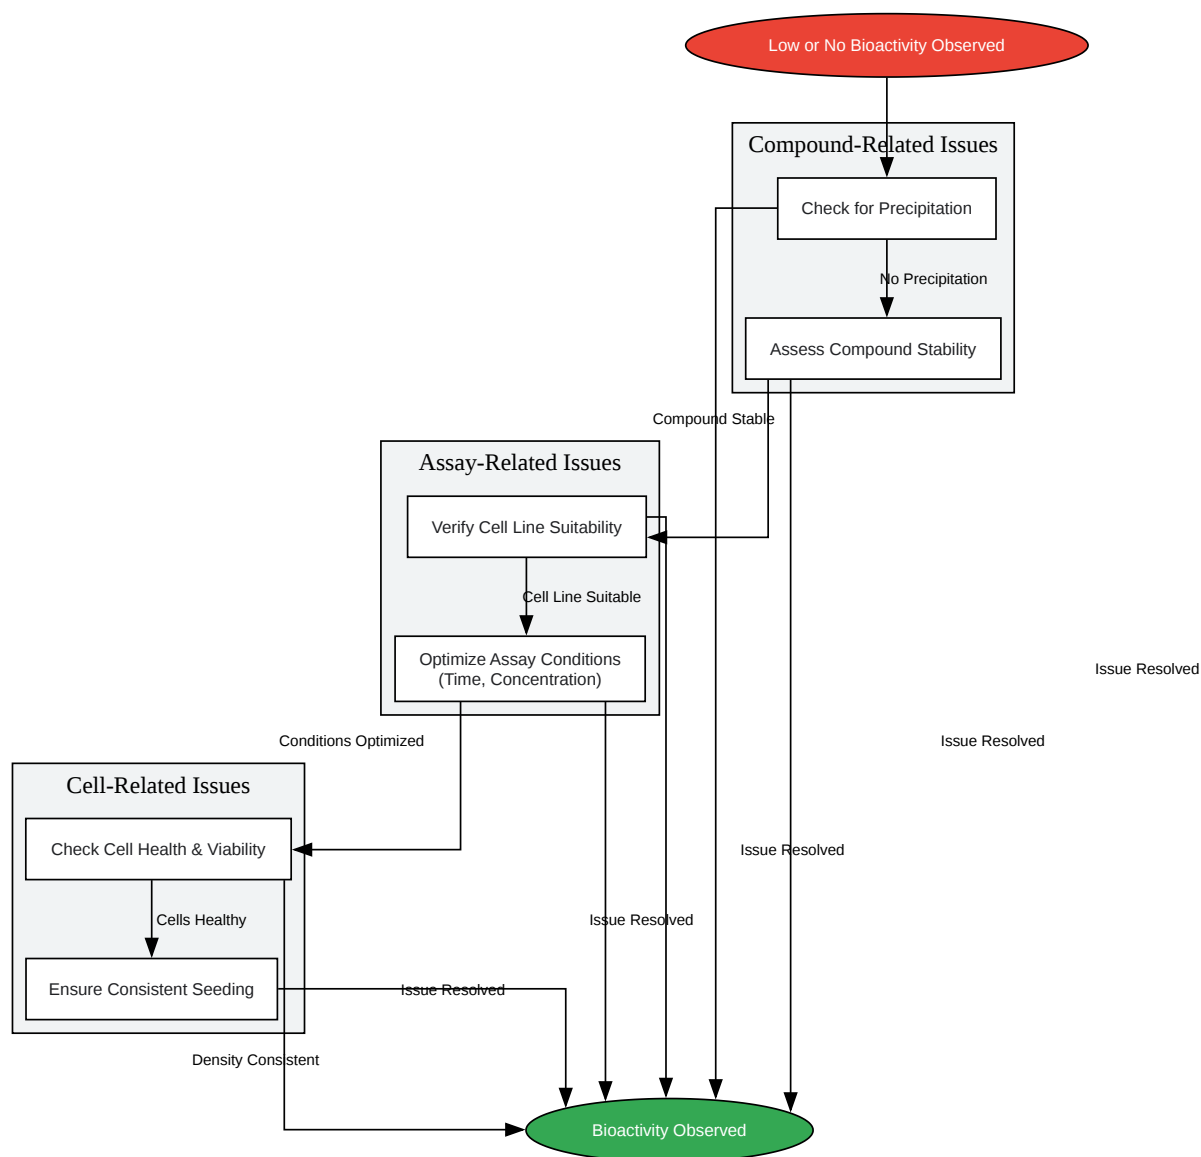 Low or No Bioactivity Observed
Compound-Related Issues
Check for Precipitation
No Precipitation
Assess Compound Stability
Compound Stable
Assay-Related Issues
Verify Cell Line Suitability
Cell Line Suitable
Optimize Assay Conditions
(Time, Concentration)
Issue Resolved
Conditions Optimized
Issue Resolved
Cell-Related Issues
Check Cell Health & Viability
Issue Resolved
Cells Healthy
Issue Resolved
Ensure Consistent Seeding
Issue Resolved
Density Consistent
Bioactivity Observed